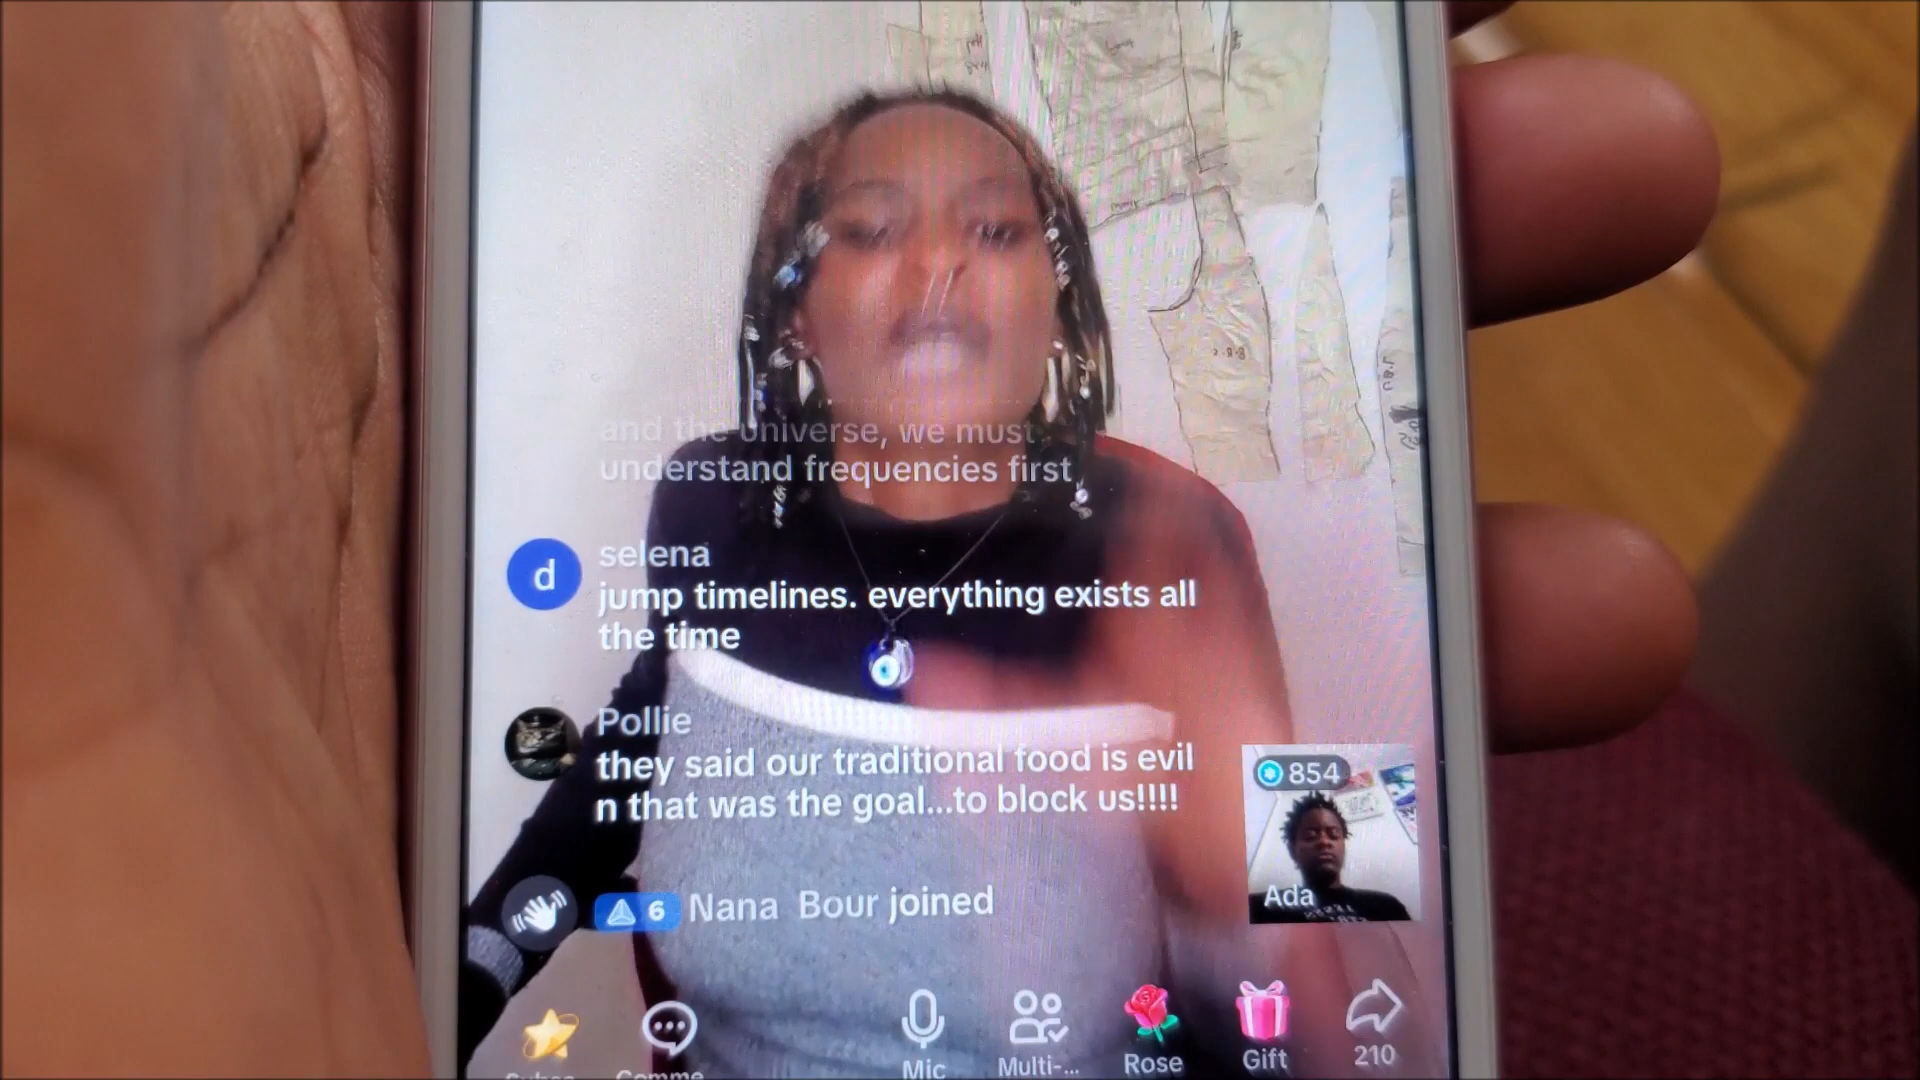 and the universe, we must
understand frequencies first
selena
d
jump timelines. everything exists all
the time
Pollie
they said our traditional food is evil
n that was the goal...to block us!!!!
854
Ada
6 Nana Bour joined
Mic
Multi-...
Rose
Gift
210